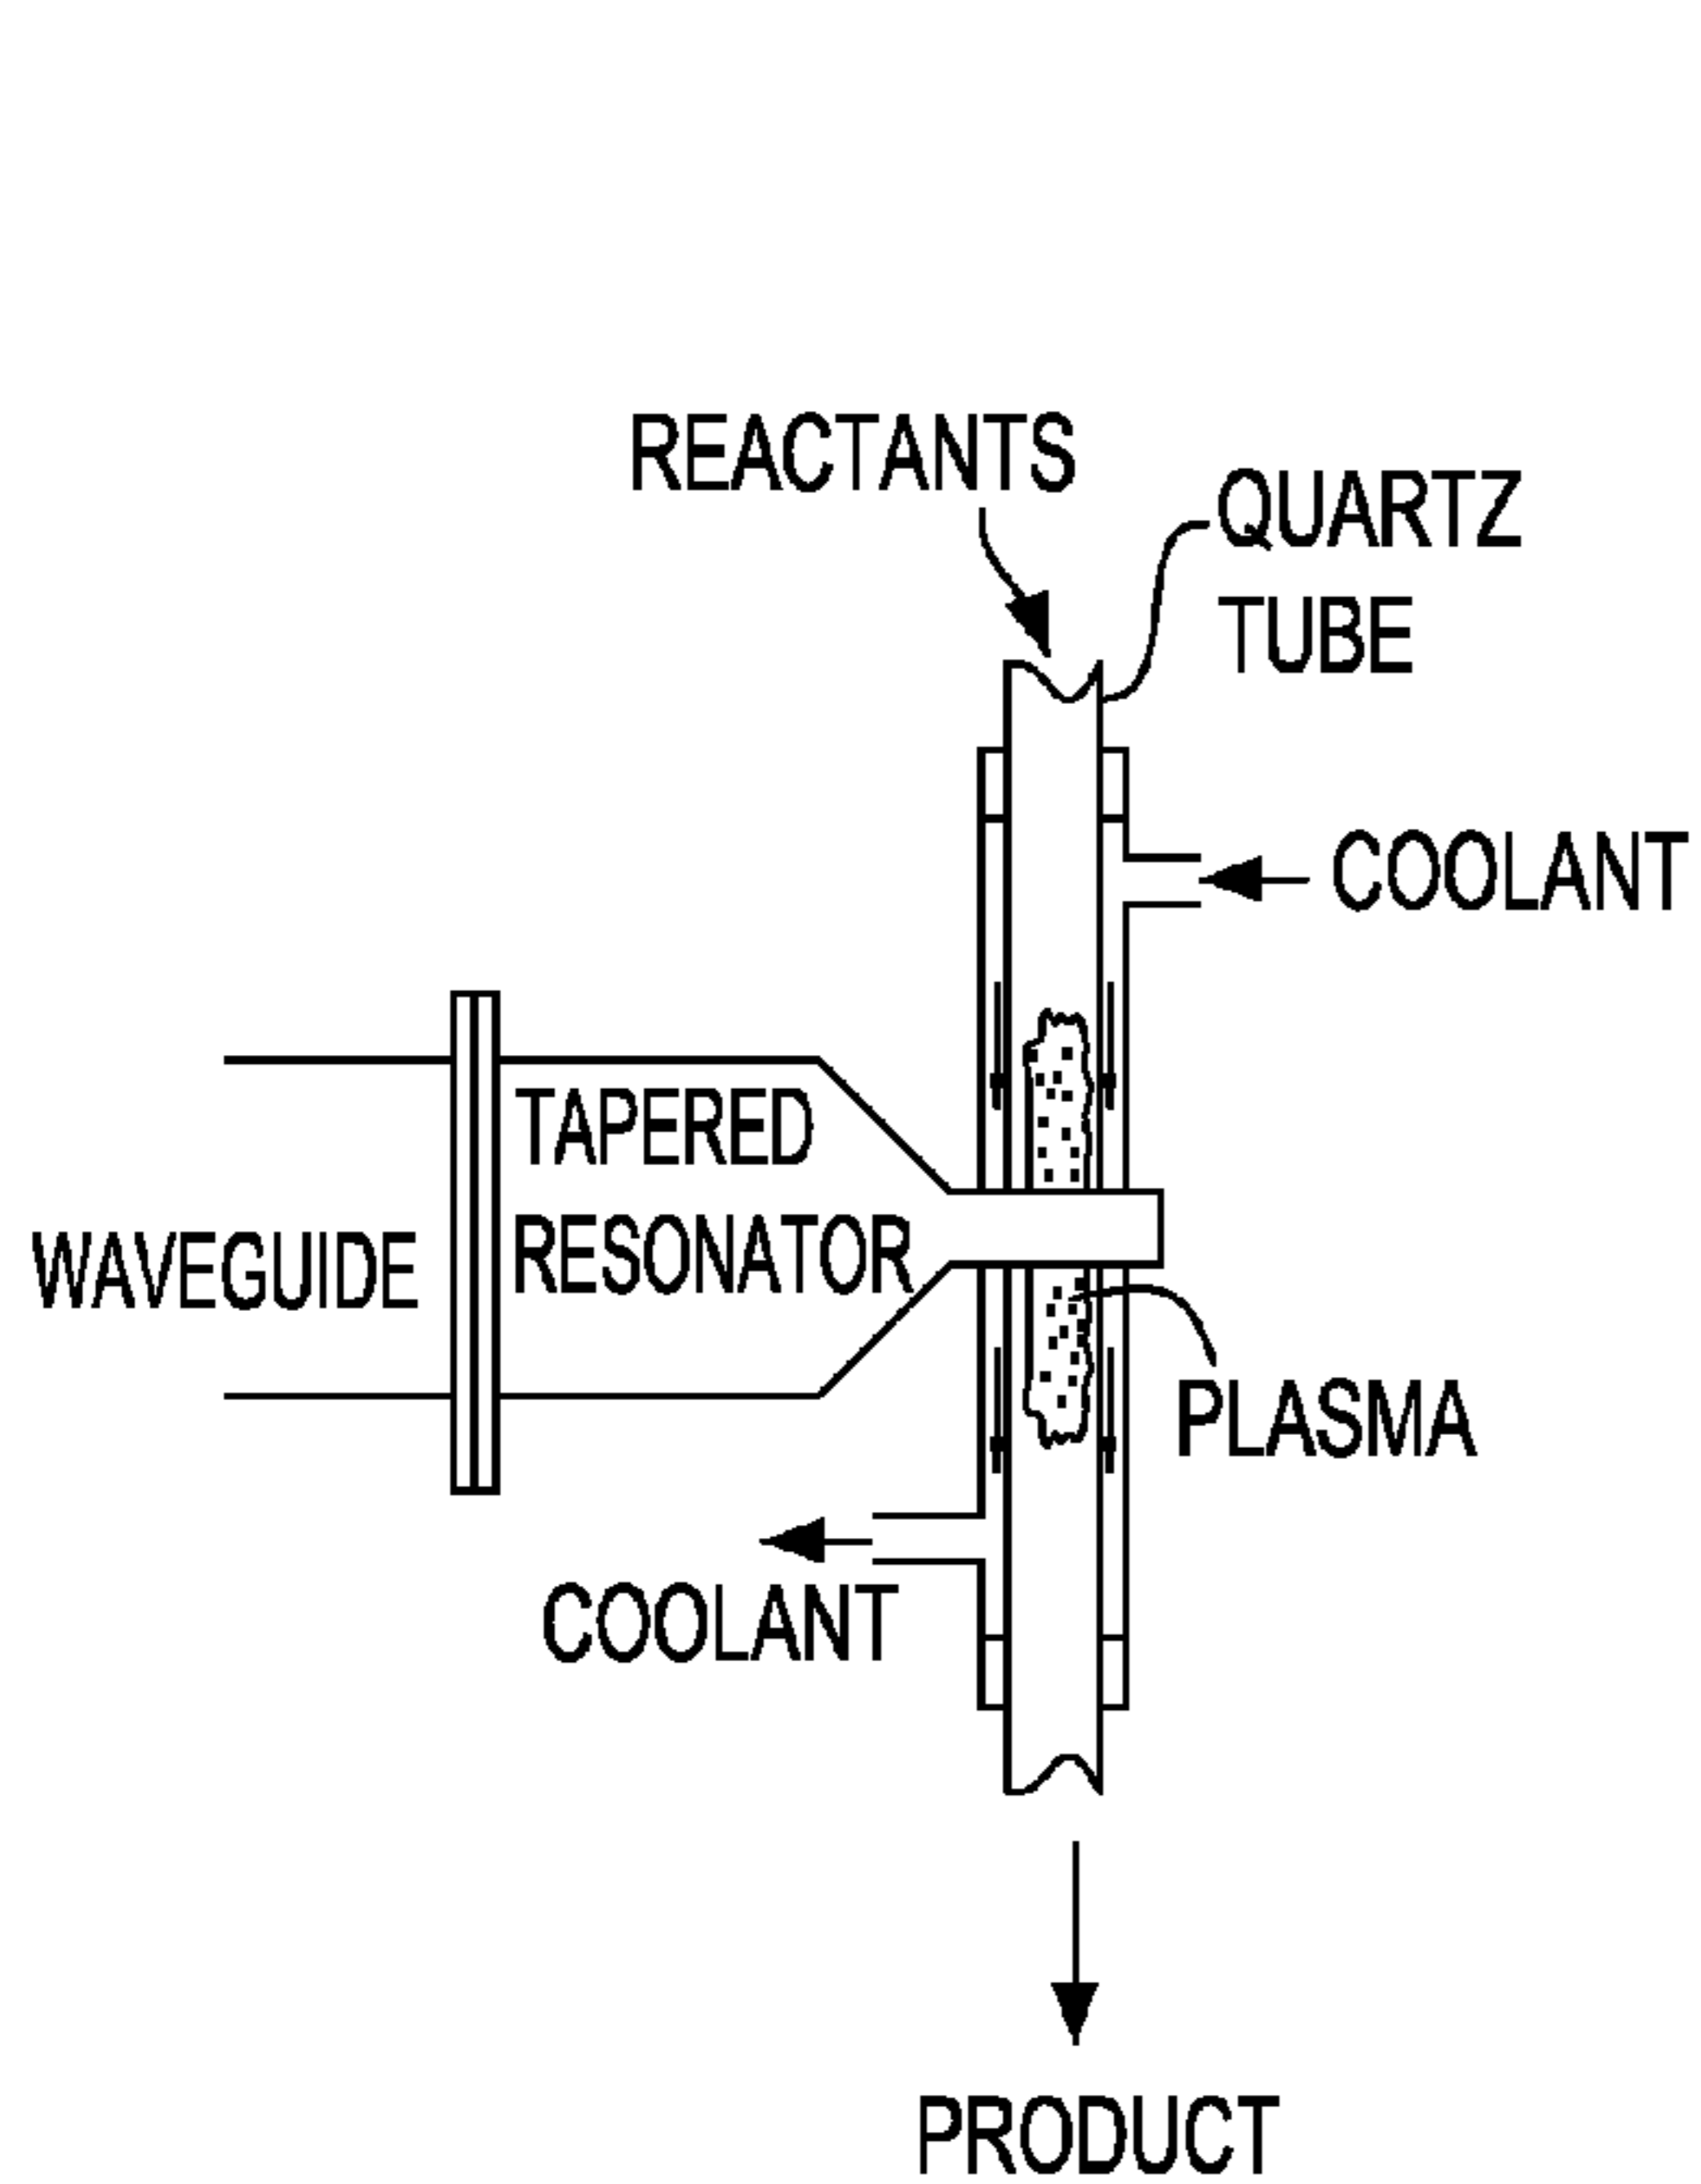 REACTANTS
QUARTZ
TUBE
COOLANT
TAPERED
RESONATOR
WAVEGUIDE
PLASMA
COOLANT
PRODUCT